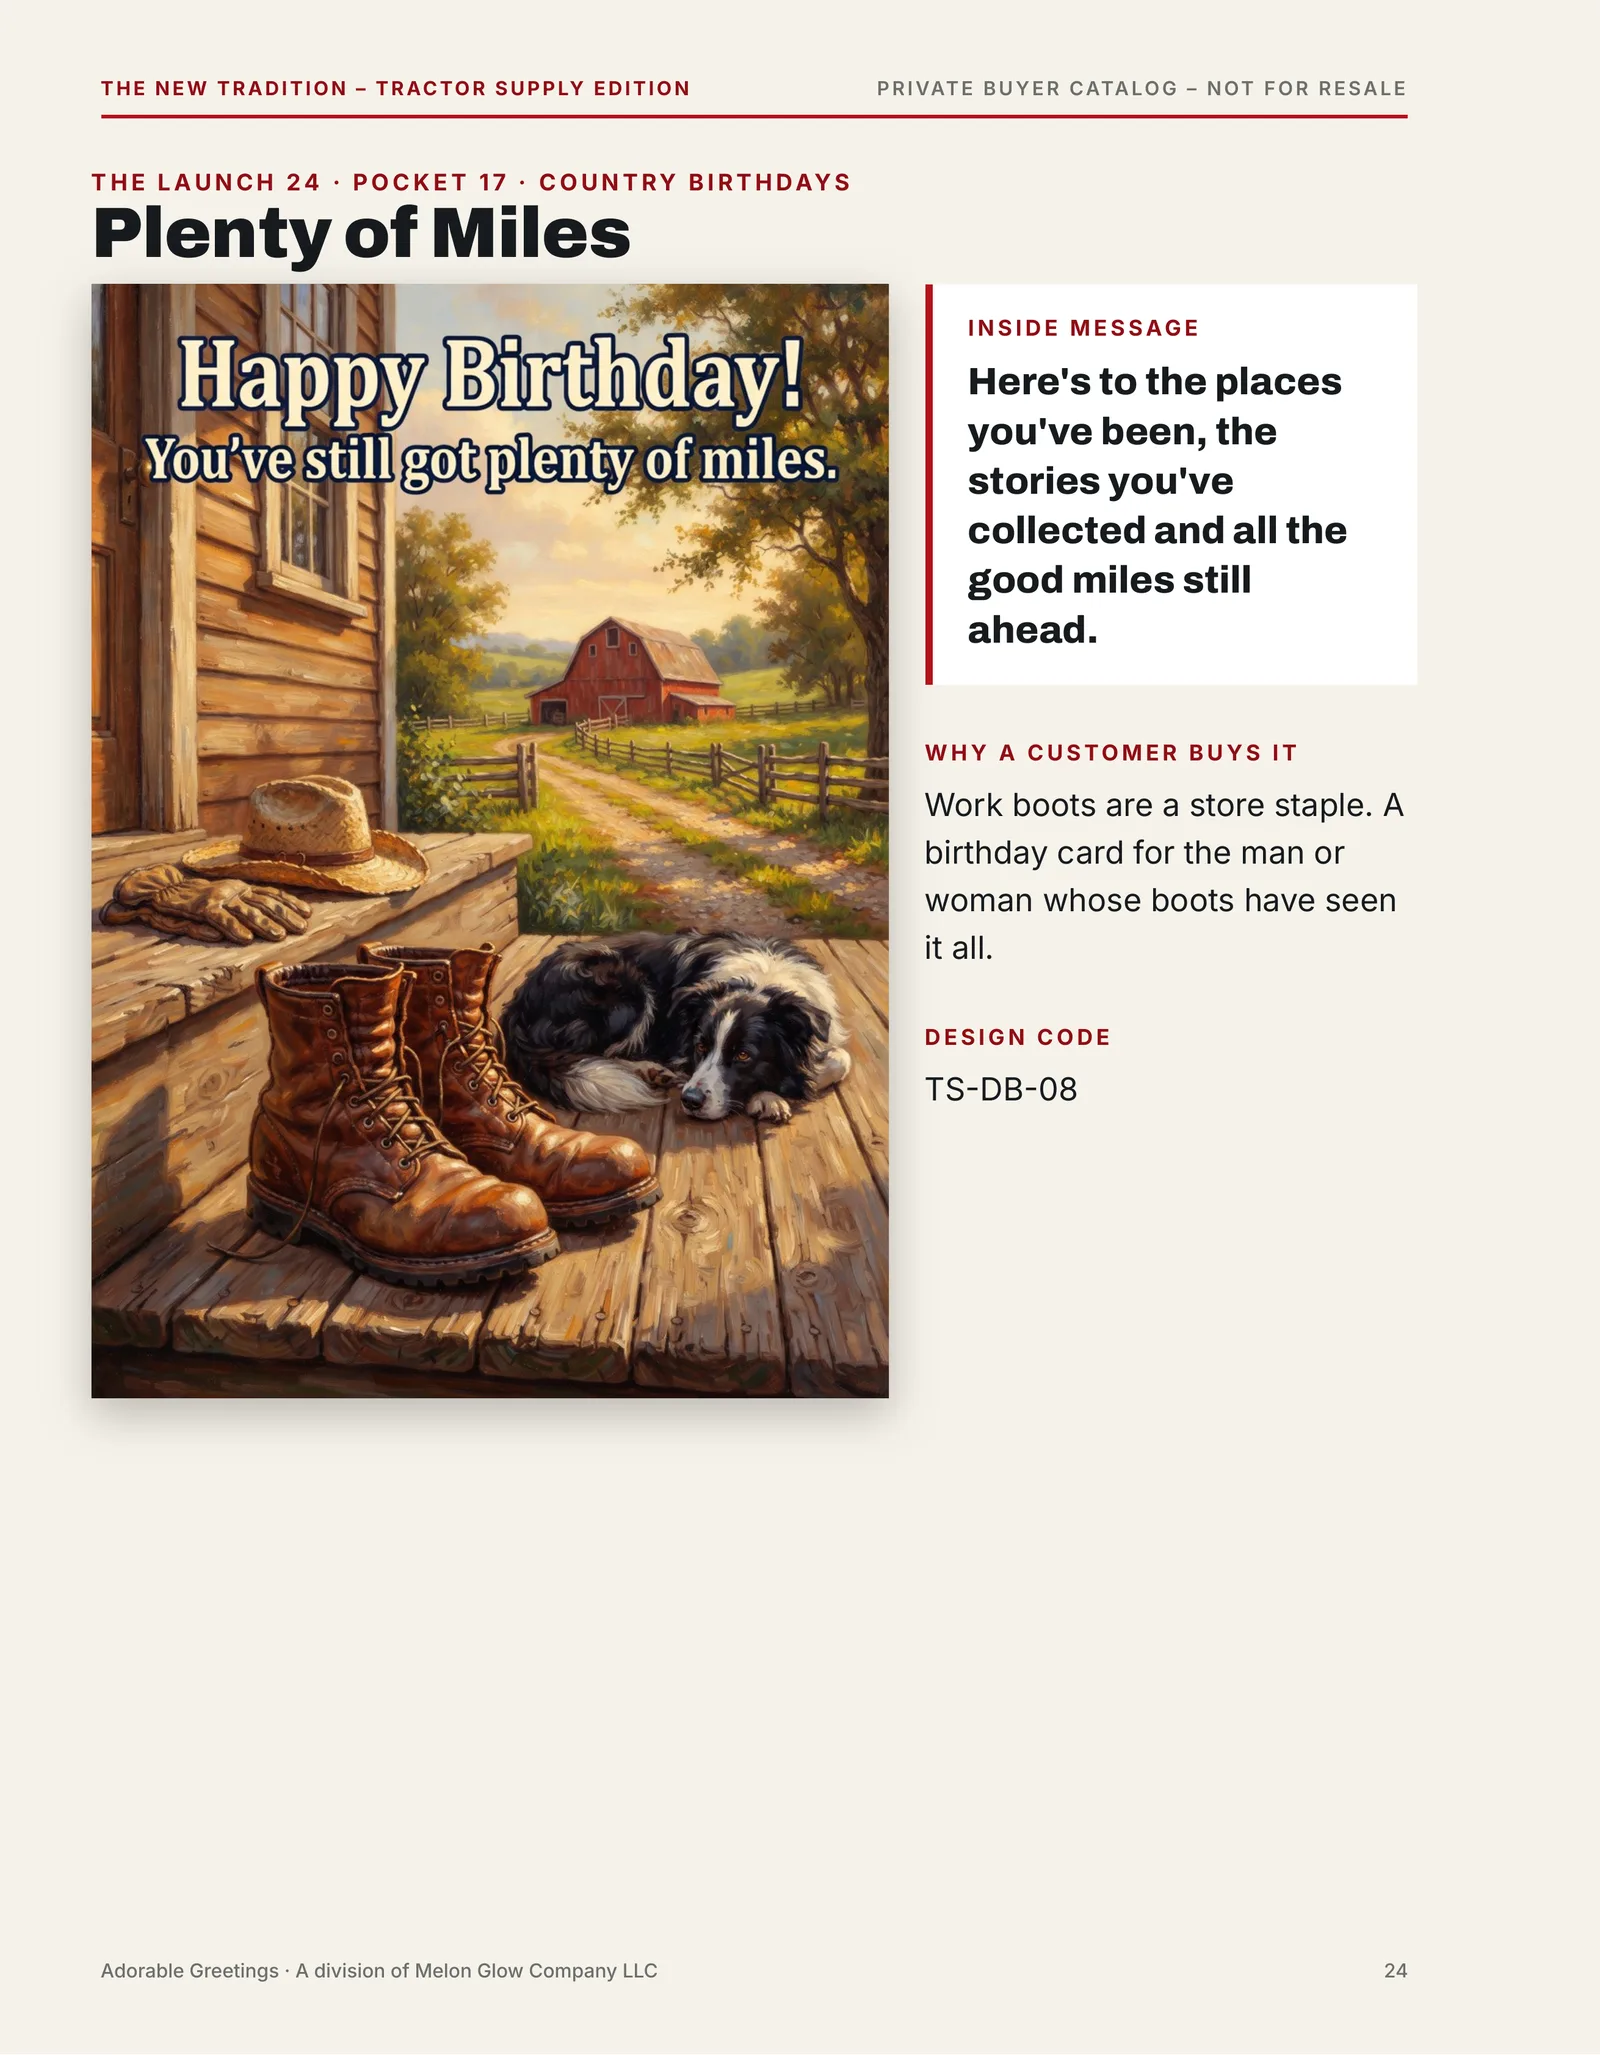 THE NEW TRADITION – TRACTOR SUPPLY EDITION
PRIVATE BUYER CATALOG – NOT FOR RESALE
THE LAUNCH 24 · POCKET 17 · COUNTRY BIRTHDAYS
Plenty of Miles
Happy Birthday!
You’ve still got plenty of miles.
INSIDE MESSAGE
Here's to the places
you've been, the
stories you've
collected and all the
good miles still
ahead.
WHY A CUSTOMER BUYS IT
Work boots are a store staple. A
birthday card for the man or
woman whose boots have seen
it all.
DESIGN CODE
TS-DB-08
Adorable Greetings · A division of Melon Glow Company LLC
24